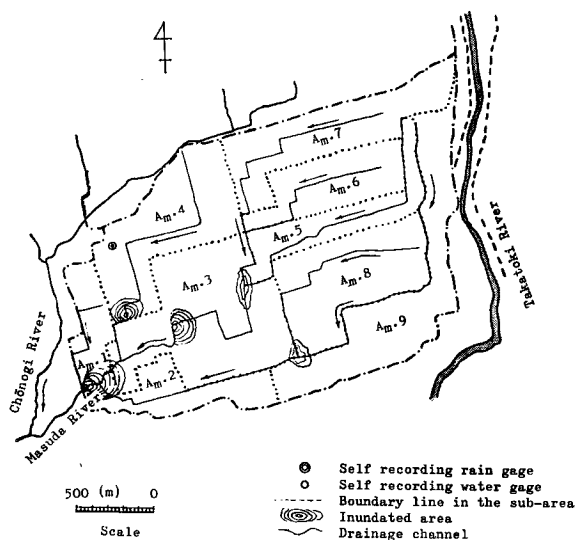 4
Am.7
Am.6
Am.4
Am.5
Am.3
Am.8
Am.9
Am.2
Takatoki River
Chōnogi River
Masuda River
500 (m) 0
Scale
Self recording rain gage
Self recording water gage
Boundary line in the sub-area
Inundated area
Drainage channel